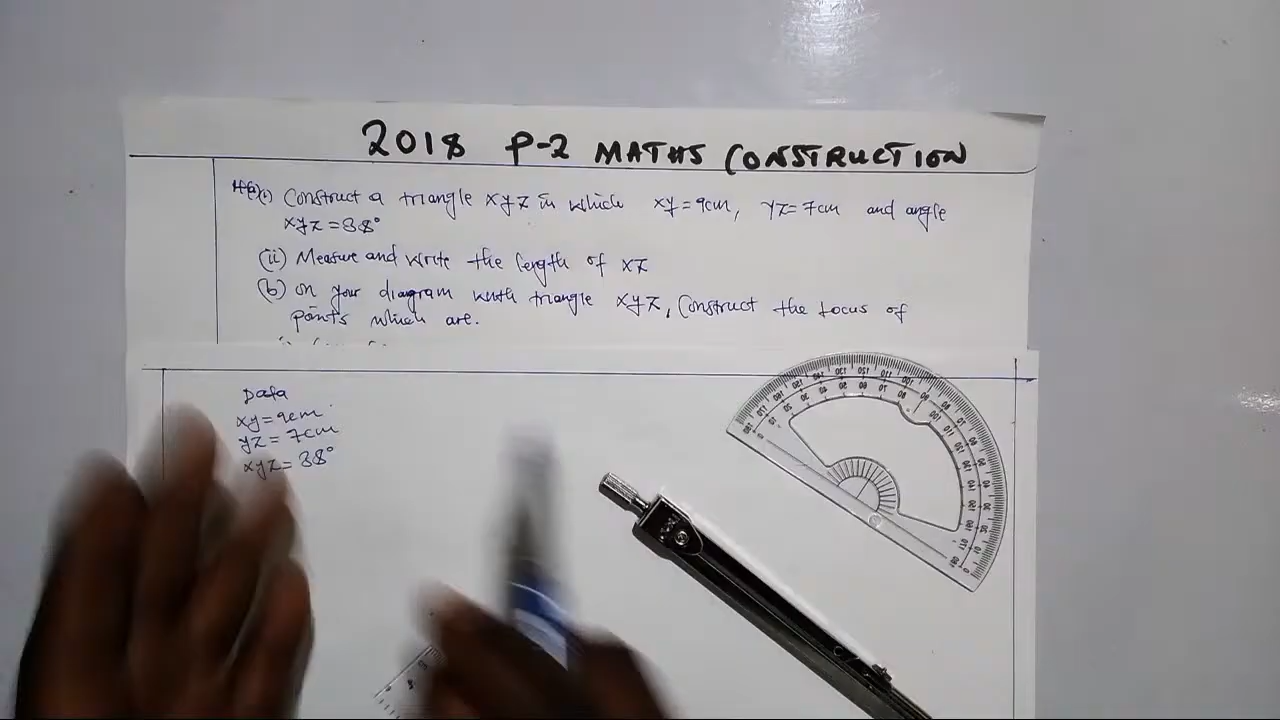 2018 P-2 MATHS CONSTRUCTION
(i) Construct a triangle XYZ in which XY=9cm, YZ=7cm and angle
XYZ=38°
(ii) Measure and write the length of XZ
(b) on your diagram with triangle XYZ, Construct the locus of
points which are.
Data
XY=9cm
YZ=7cm
XYZ=38°